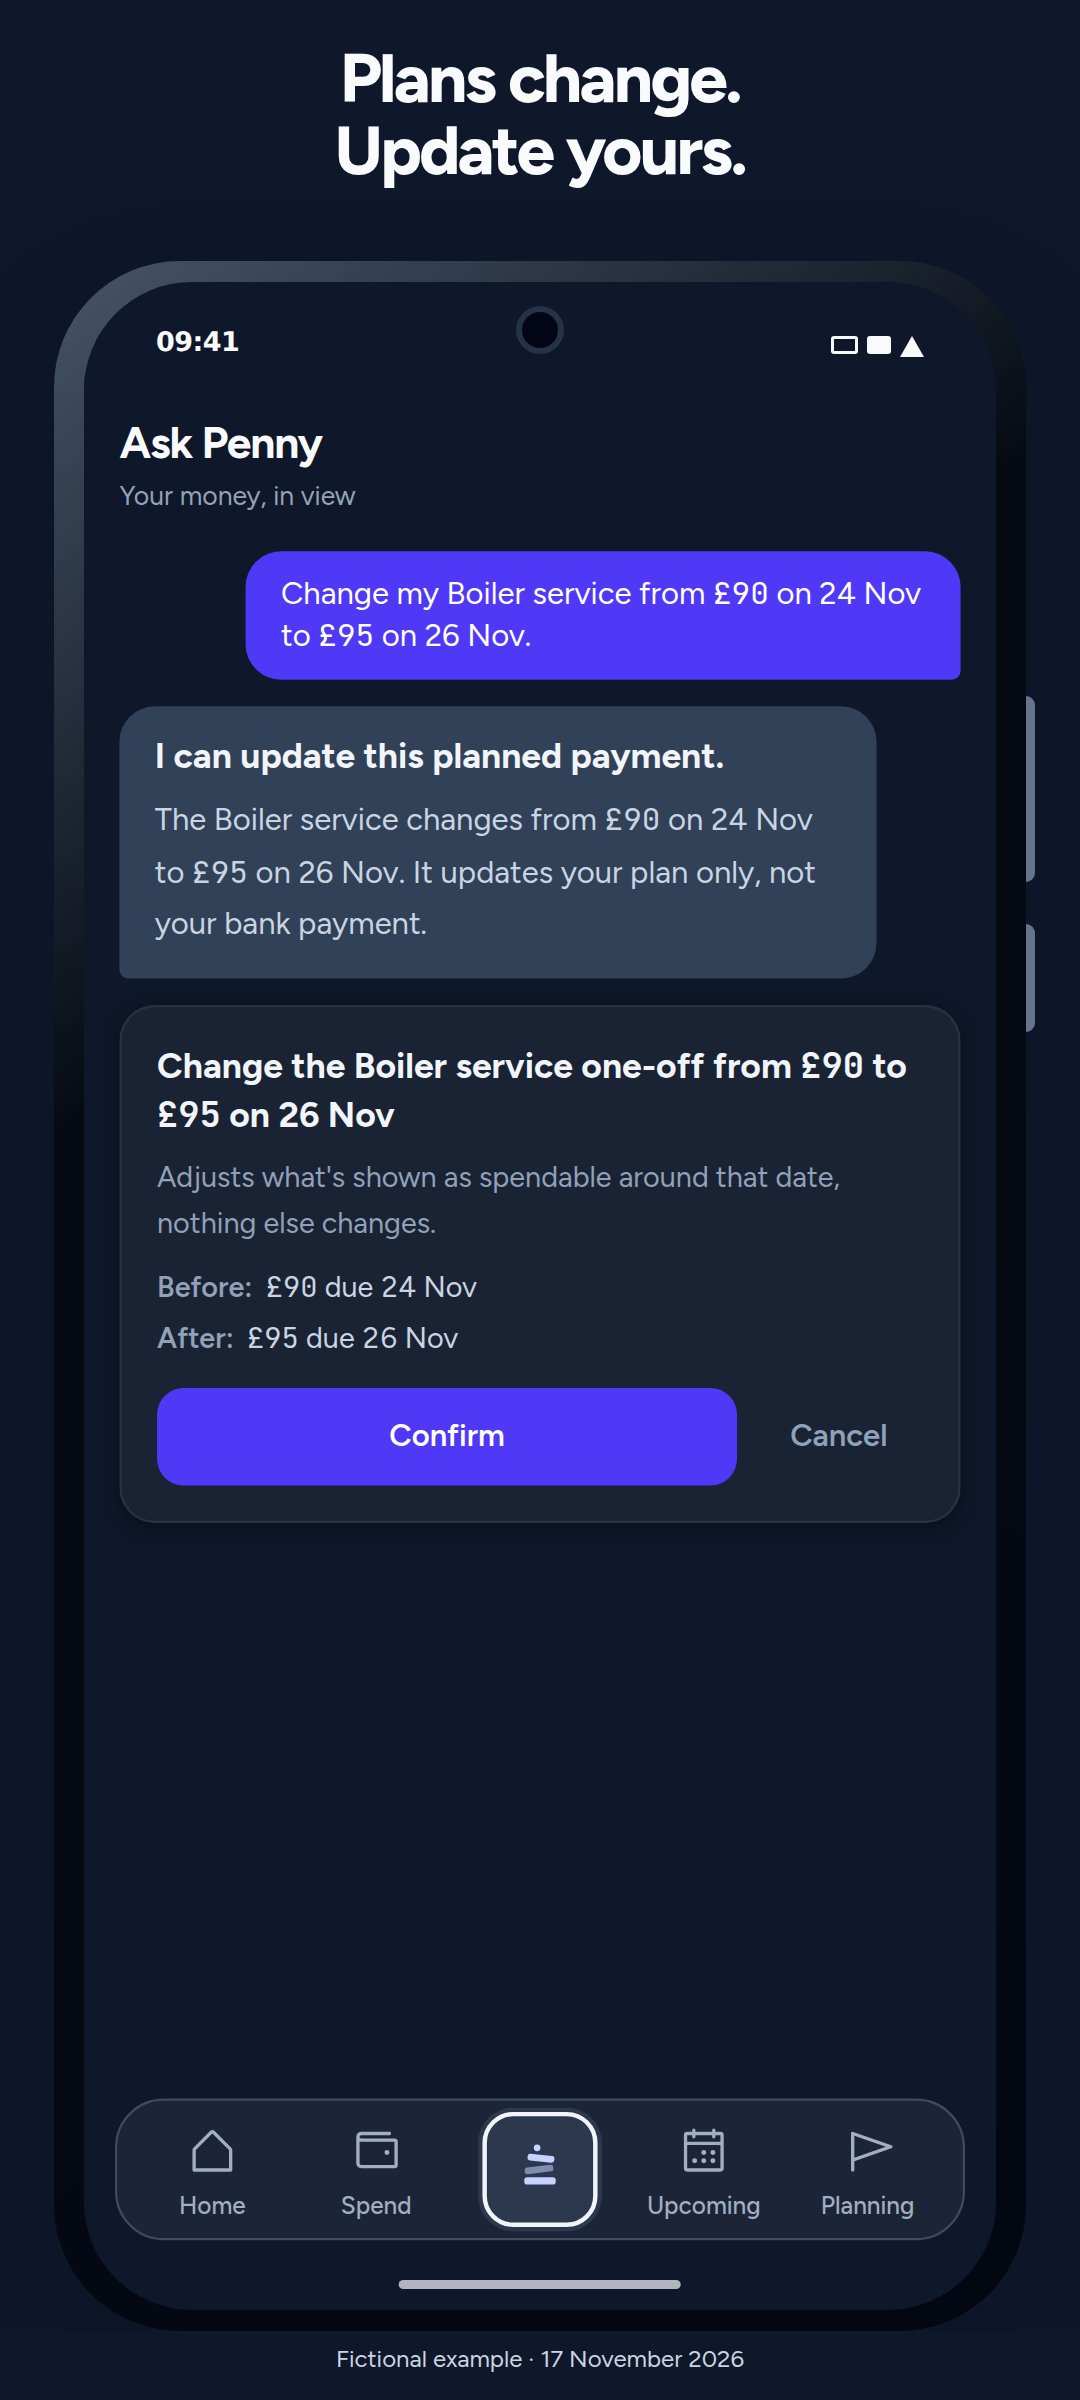 Plans change.
Update yours.
09:41
Ask Penny
Your money, in view
Change my Boiler service from £90 on 24 Nov
to £95 on 26 Nov.
I can update this planned payment.
The Boiler service changes from £90 on 24 Nov
to £95 on 26 Nov. It updates your plan only, not
your bank payment.
Change the Boiler service one-off from £90 to
£95 on 26 Nov
Adjusts what's shown as spendable around that date,
nothing else changes.
Before: £90 due 24 Nov
After: £95 due 26 Nov
Confirm
Cancel
Home
Spend
Upcoming
Planning
Fictional example · 17 November 2026